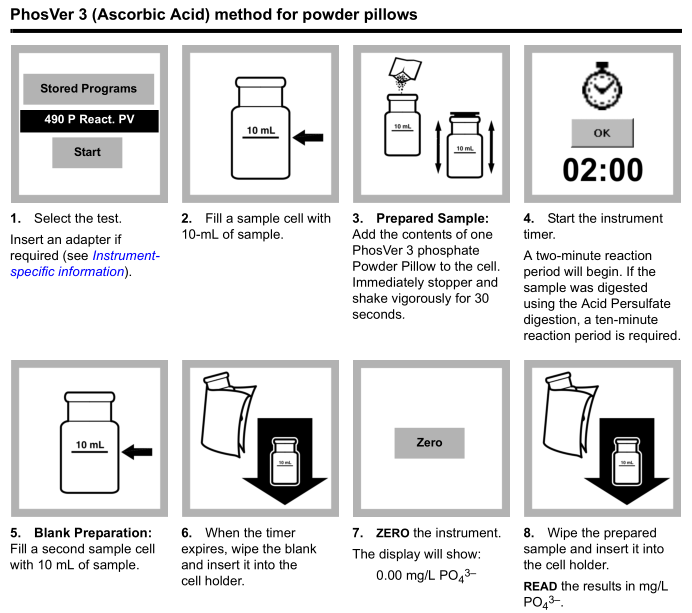 PhosVer 3 (Ascorbic Acid) method for powder pillows
Stored Programs
490 P React. PV
Start
1. Select the test.
Insert an adapter if
required (see Instrument-
specific information).
10 mL
2. Fill a sample cell with
10-mL of sample.
10 mL
10 mL
3. Prepared Sample:
Add the contents of one
PhosVer 3 phosphate
Powder Pillow to the cell.
Immediately stopper and
shake vigorously for 30
seconds.
OK
02:00
4. Start the instrument
timer.
A two-minute reaction
period will begin. If the
sample was digested
using the Acid Persulfate
digestion, a ten-minute
reaction period is required.
10 mL
5. Blank Preparation:
Fill a second sample cell
with 10 mL of sample.
10 mL
6. When the timer
expires, wipe the blank
and insert it into the
cell holder.
Zero
7. ZERO the instrument.
The display will show:
0.00 mg/L PO₄³⁻
10 mL
8. Wipe the prepared
sample and insert it into
the cell holder.
READ the results in mg/L
PO₄³⁻.